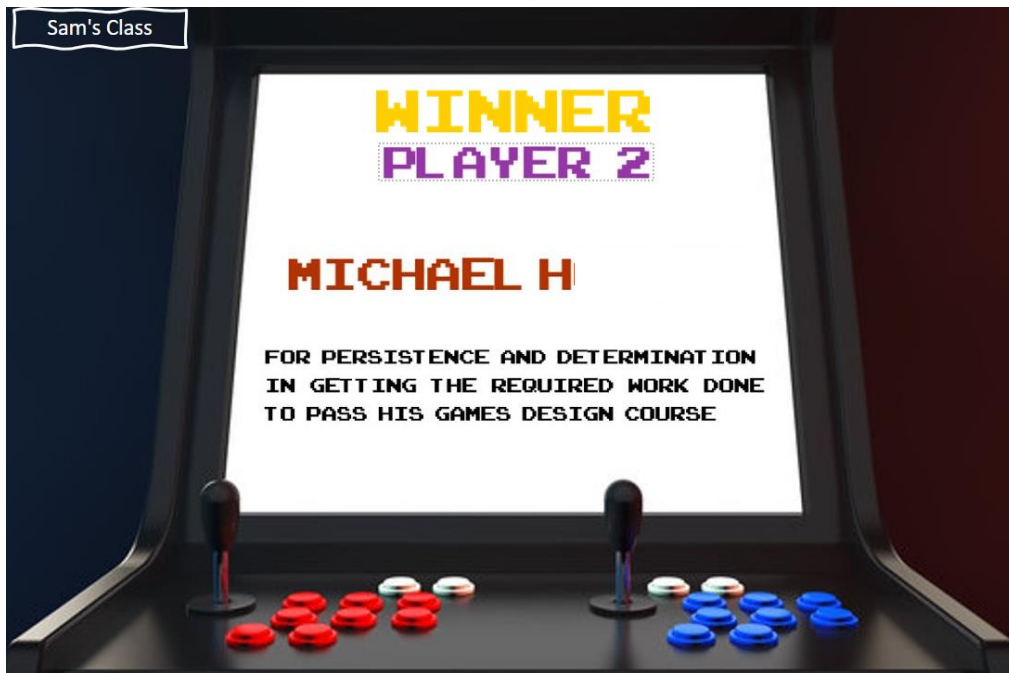 Sam's Class
WINNER
PLAYER 2
MICHAEL H
FOR PERSISTENCE AND DETERMINATION
IN GETTING THE REQUIRED WORK DONE
TO PASS HIS GAMES DESIGN COURSE